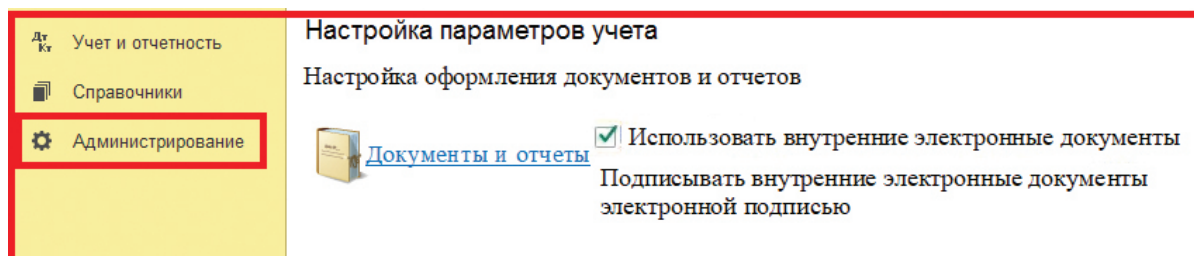 Дт Кт Учет и отчетность
Справочники
Администрирование
Настройка параметров учета
Настройка оформления документов и отчетов
Документы и отчеты
Использовать внутренние электронные документы
Подписывать внутренние электронные документы
электронной подписью